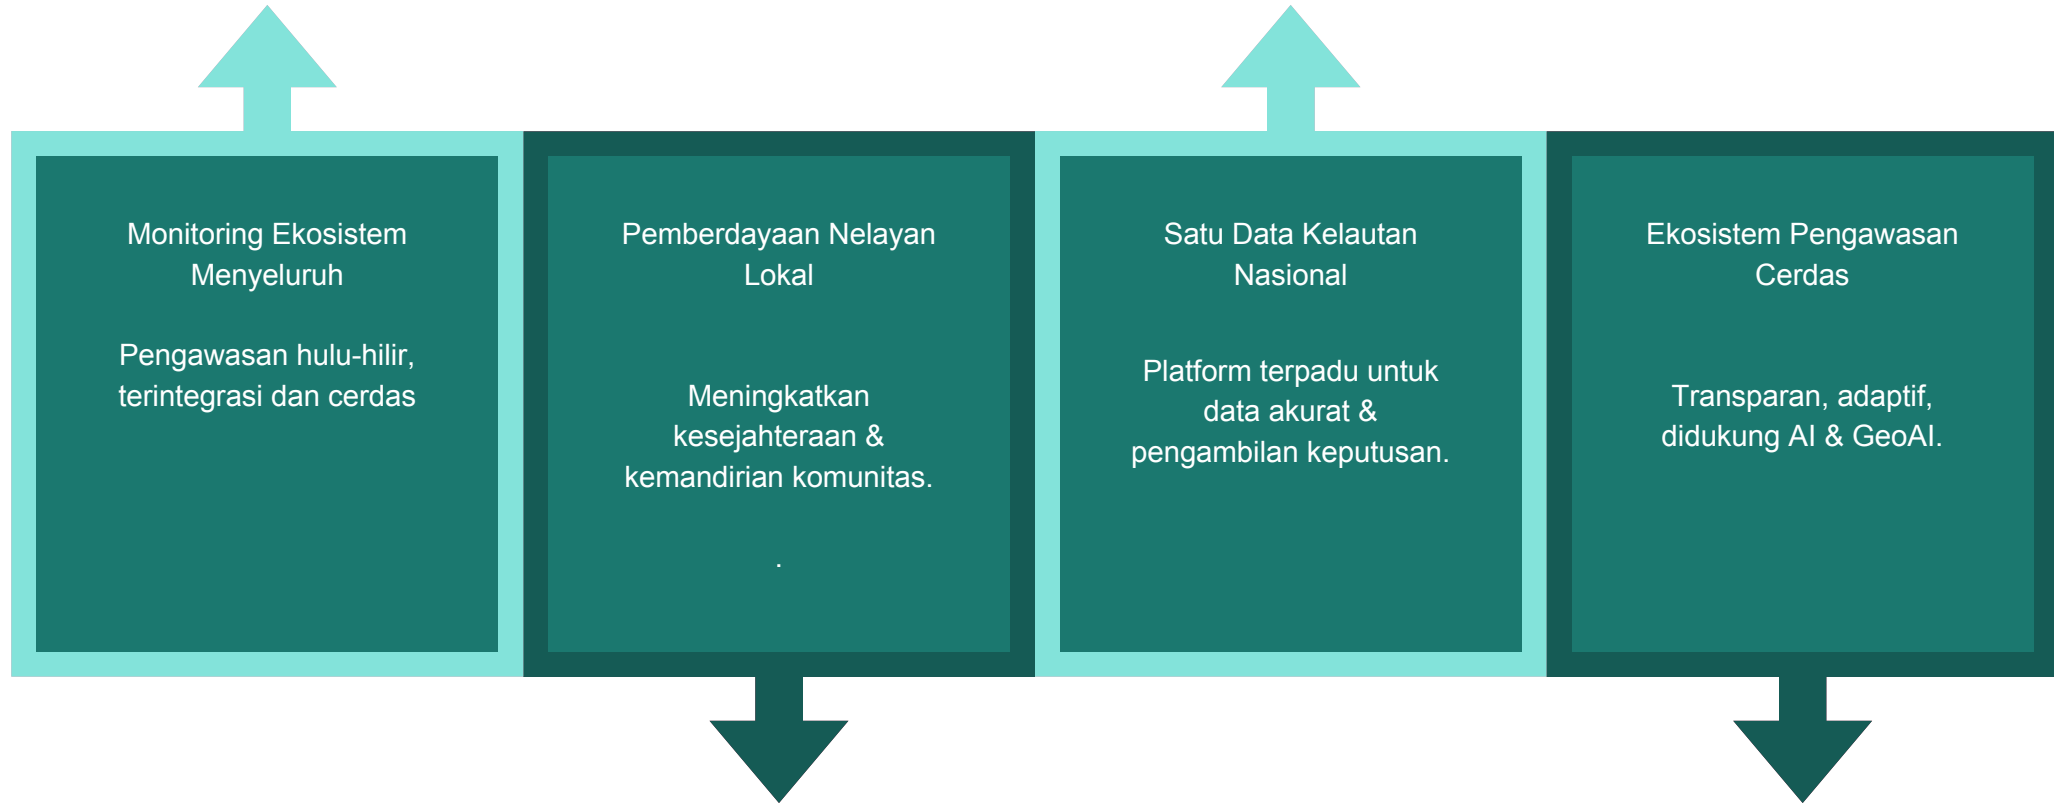 Monitoring Ekosistem
Menyeluruh
Pengawasan hulu-hilir,
terintegrasi dan cerdas
Pemberdayaan Nelayan
Lokal
Meningkatkan
kesejahteraan &
kemandirian komunitas.
.
Satu Data Kelautan
Nasional
Platform terpadu untuk
data akurat &
pengambilan keputusan.
Ekosistem Pengawasan
Cerdas
Transparan, adaptif,
didukung AI & GeoAI.